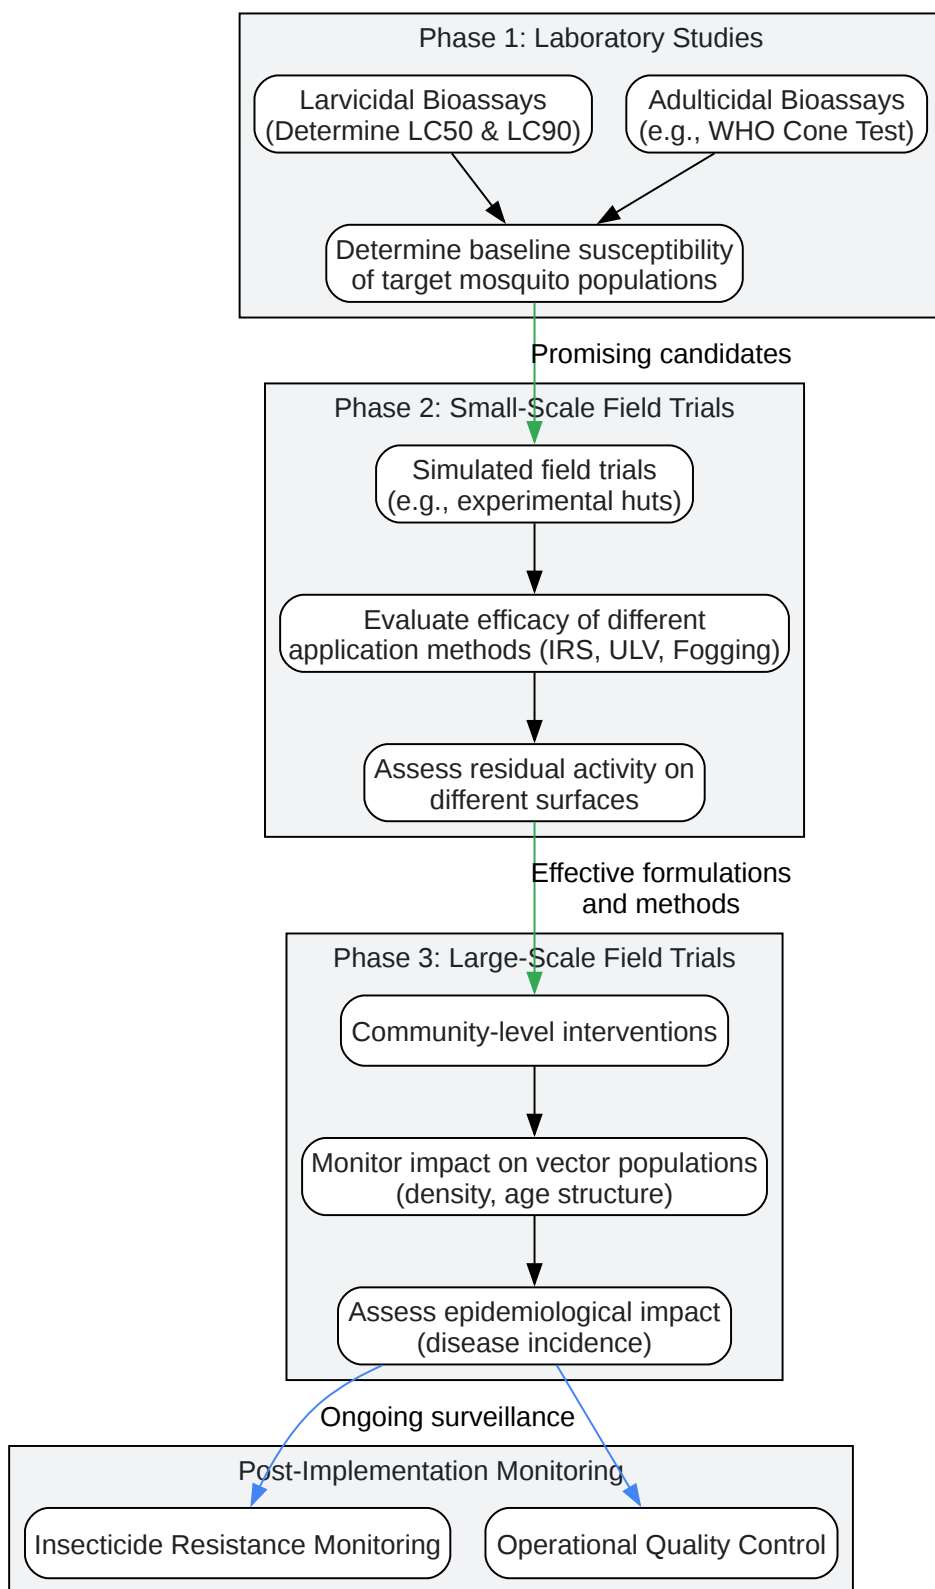 Phase 1: Laboratory Studies
Larvicidal Bioassays
(Determine LC50 & LC90)
Adulticidal Bioassays
(e.g., WHO Cone Test)
Determine baseline susceptibility
of target mosquito populations
Promising candidates
Phase 2: Small-Scale Field Trials
Simulated field trials
(e.g., experimental huts)
Evaluate efficacy of different
application methods (IRS, ULV, Fogging)
Assess residual activity on
different surfaces
Effective formulations
and methods
Phase 3: Large-Scale Field Trials
Community-level interventions
Monitor impact on vector populations
(density, age structure)
Assess epidemiological impact
(disease incidence)
Ongoing surveillance
Post-Implementation Monitoring
Insecticide Resistance Monitoring
Operational Quality Control